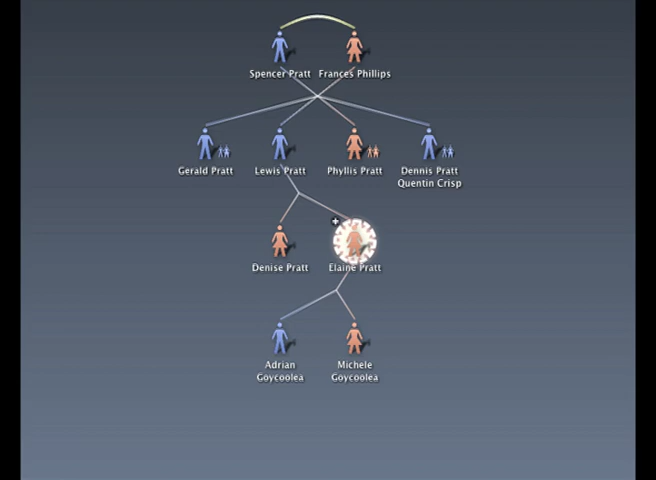 Spencer Pratt Frances Phillips
Gerald Pratt Lewis Pratt Phyllis Pratt Dennis Pratt
Quentin Crisp
Denise Pratt Elaine Pratt
Adrian Michele
Goycoolea Goycoolea